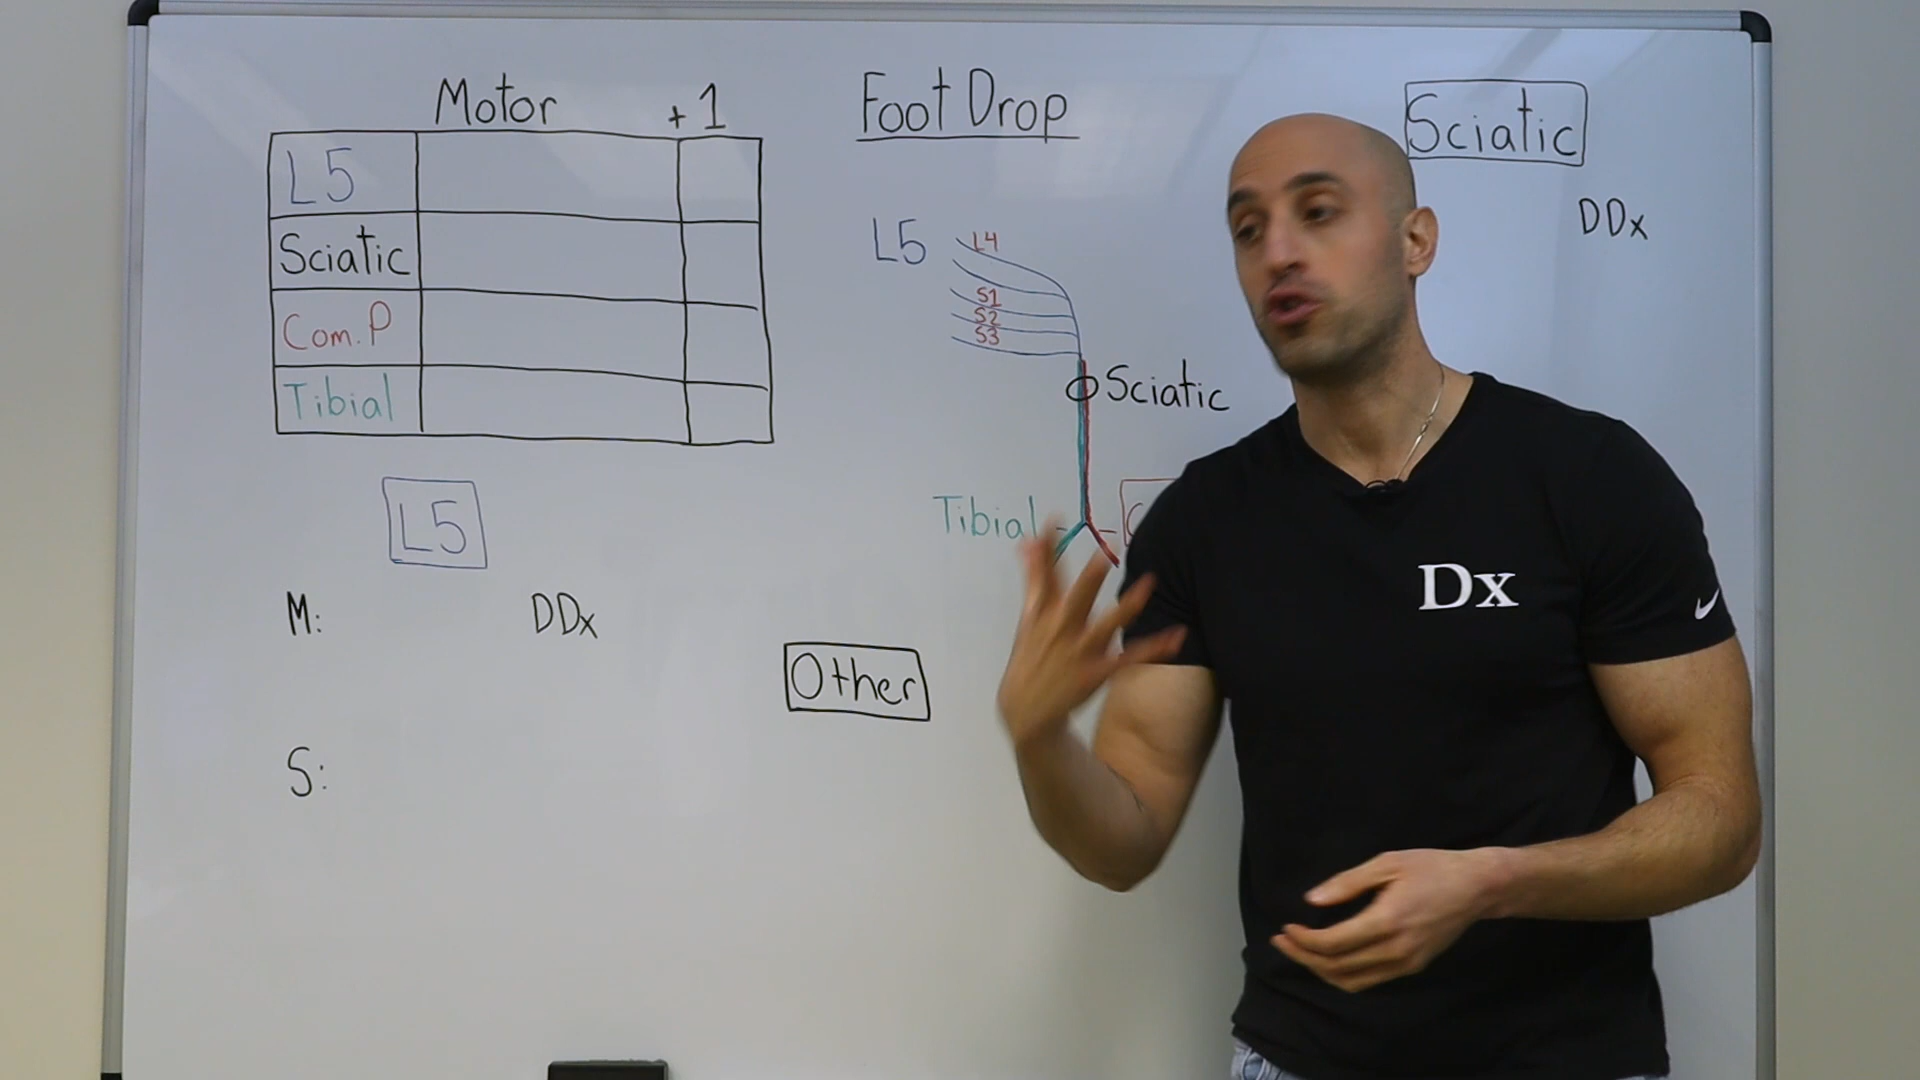 Motor + 1
L5
Sciatic
Com. P
Tibial
L5
M:
DDx
S:
Foot Drop
L5
L4
S1
S2
S3
Sciatic
Tibial
Other
Sciatic
DDx
Dx